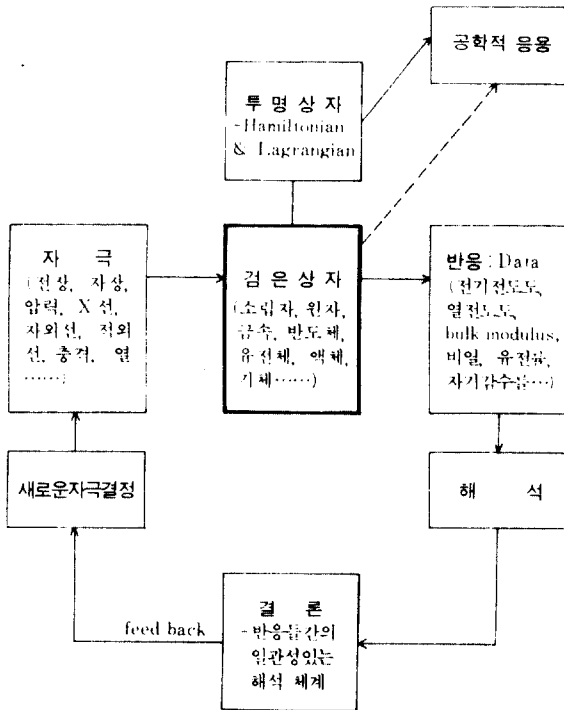 공학적 응용
투 명 상 자
-Hamiltonian
& Lagrangian
자 극
(전상, 자상,
압력, X 선,
자외선, 적외
선, 충격, 열
……)
검 은 상 자
(소립자, 원자,
금속, 반도체,
유전체, 액체,
기체……)
반응 : Data
(전기전도도,
열전도도,
bulk modulus,
비열, 유전율,
자기감수률…)
새로운자극결정
해 석
결 론
-반응들간의
일관성있는
해석 체계
feed back